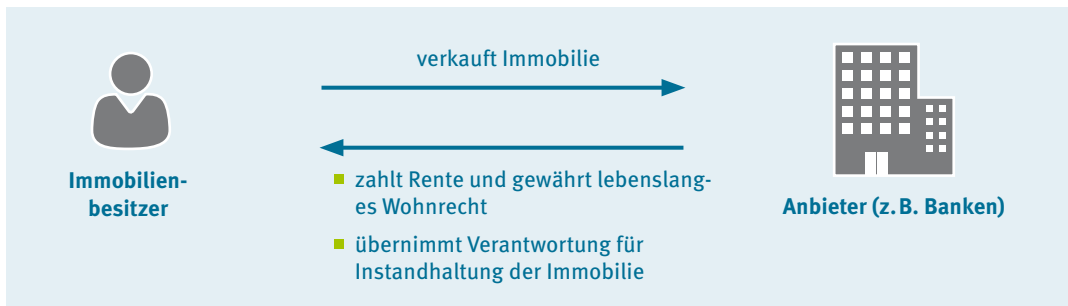 verkauft Immobilie
Immobilien-
besitzer
zahlt Rente und gewährt lebenslang-
es Wohnrecht
übernimmt Verantwortung für
Instandhaltung der Immobilie
Anbieter (z. B. Banken)